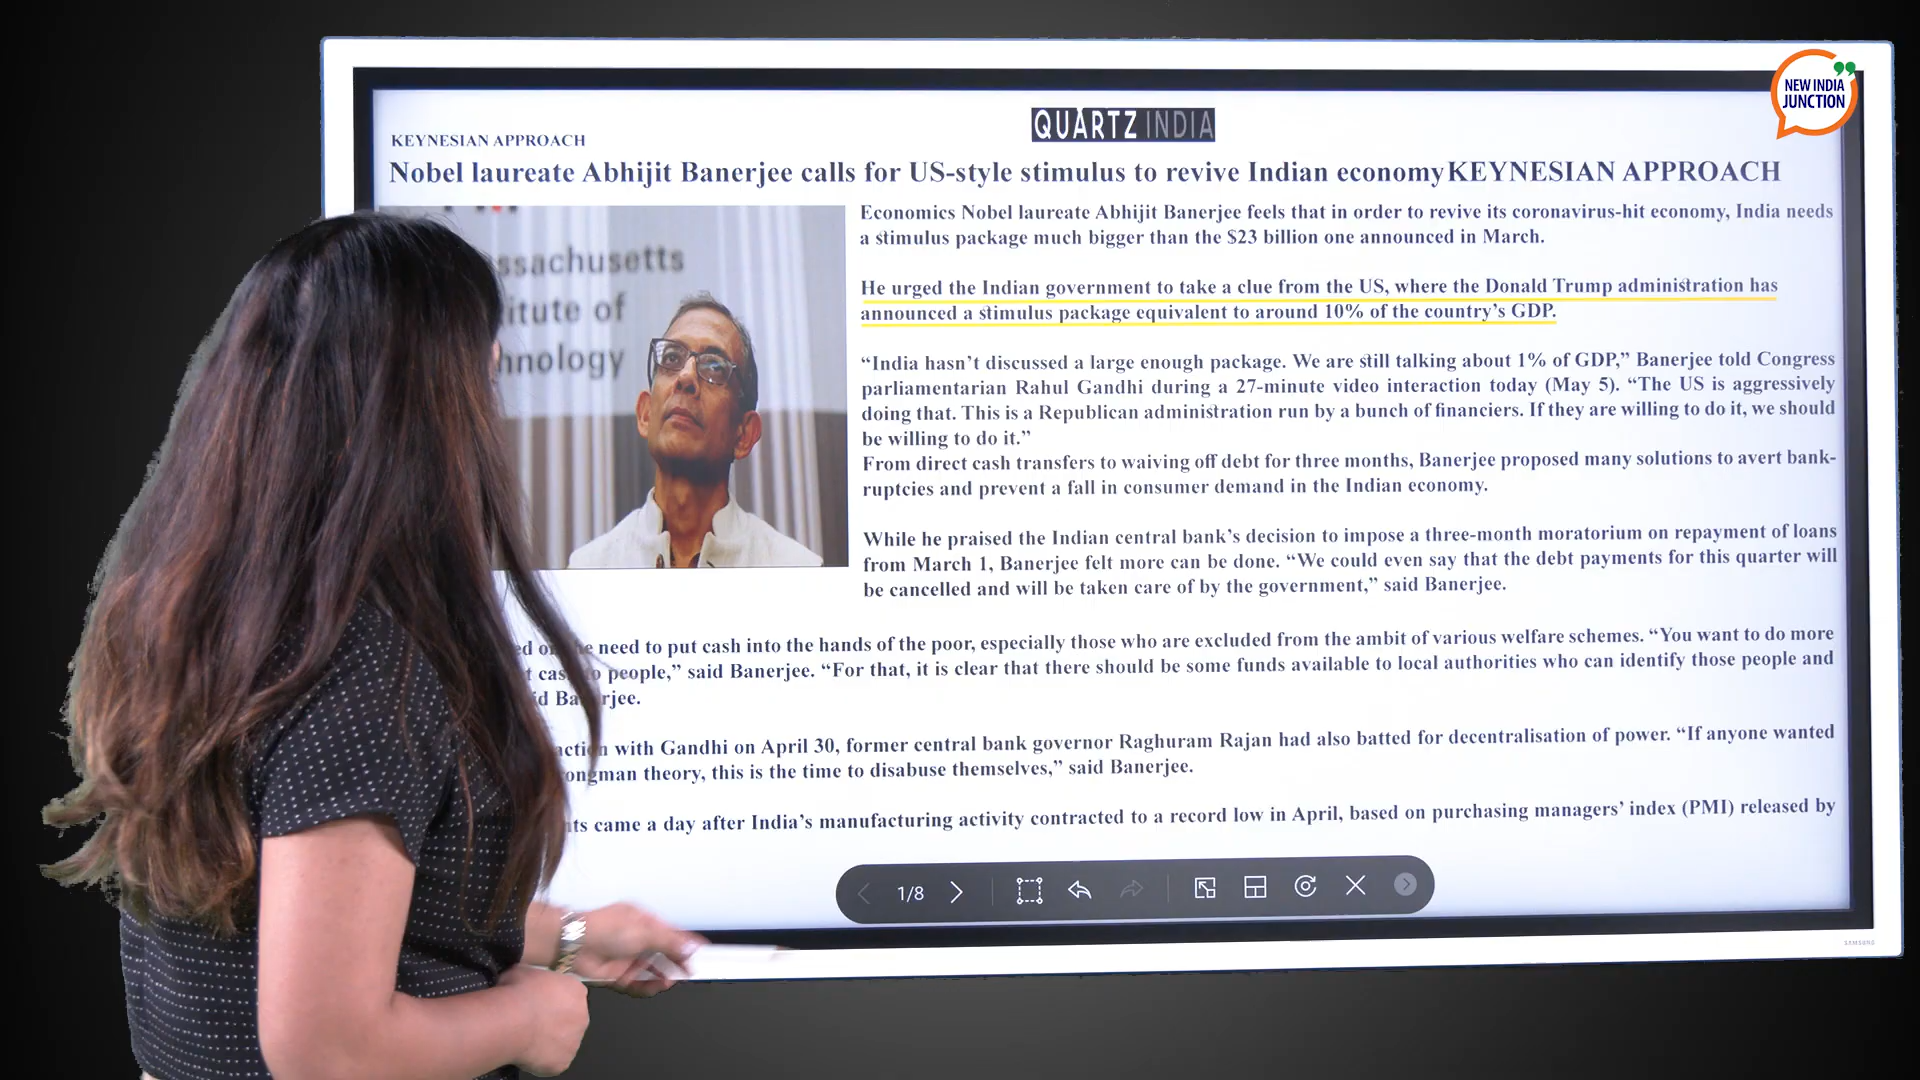 NEW INDIA
JUNCTION
QUARTZ INDIA
KEYNESIAN APPROACH
Nobel laureate Abhijit Banerjee calls for US-style stimulus to revive Indian economyKEYNESIAN APPROACH
ssachusetts
itute of
hnology
Economics Nobel laureate Abhijit Banerjee feels that in order to revive its coronavirus-hit economy, India needs
a stimulus package much bigger than the $23 billion one announced in March.
He urged the Indian government to take a clue from the US, where the Donald Trump administration has
announced a stimulus package equivalent to around 10% of the country’s GDP.
“India hasn’t discussed a large enough package. We are still talking about 1% of GDP,” Banerjee told Congress
parliamentarian Rahul Gandhi during a 27-minute video interaction today (May 5). “The US is aggressively
doing that. This is a Republican administration run by a bunch of financiers. If they are willing to do it, we should
be willing to do it.”
From direct cash transfers to waiving off debt for three months, Banerjee proposed many solutions to avert bank-
ruptcies and prevent a fall in consumer demand in the Indian economy.
While he praised the Indian central bank’s decision to impose a three-month moratorium on repayment of loans
from March 1, Banerjee felt more can be done. “We could even say that the debt payments for this quarter will
be cancelled and will be taken care of by the government,” said Banerjee.
need to put cash into the hands of the poor, especially those who are excluded from the ambit of various welfare schemes. “You want to do more
people,” said Banerjee. “For that, it is clear that there should be some funds available to local authorities who can identify those people and
Banerjee.
action with Gandhi on April 30, former central bank governor Raghuram Rajan had also batted for decentralisation of power. “If anyone wanted
ongman theory, this is the time to disabuse themselves,” said Banerjee.
nts came a day after India’s manufacturing activity contracted to a record low in April, based on purchasing managers’ index (PMI) released by
1/8
SAMSUNG